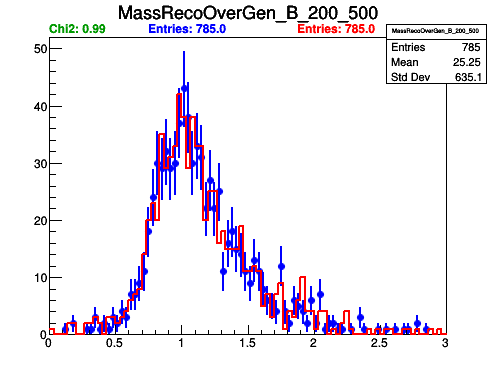 MassRecoOverGen_B_200_500
Chi2: 0.99 Entries: 785.0 Entries: 785.0
MassRecoOverGen_B_200_500
Entries 785
Mean 25.25
Std Dev 635.1
50
40
30
20
10
0
0 0.5 1 1.5 2 2.5 3